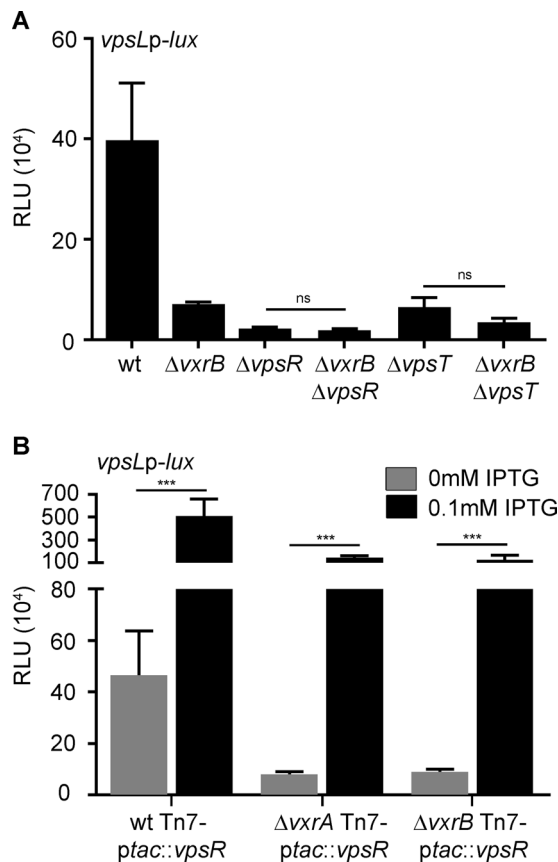 A
vpsLp-lux
60
40
20
0
RLU (10⁴)
ns
ns
wt ΔvxrB ΔvpsR ΔvxrB ΔvpsT ΔvxrB
ΔvpsR ΔvpsT
B
vpsLp-lux
0mM IPTG
0.1mM IPTG
700
500
300
100
80
60
40
20
0
RLU (10⁴)
***
***
***
wt Tn7- ΔvxrA Tn7- ΔvxrB Tn7-
ptac::vpsR ptac::vpsR ptac::vpsR